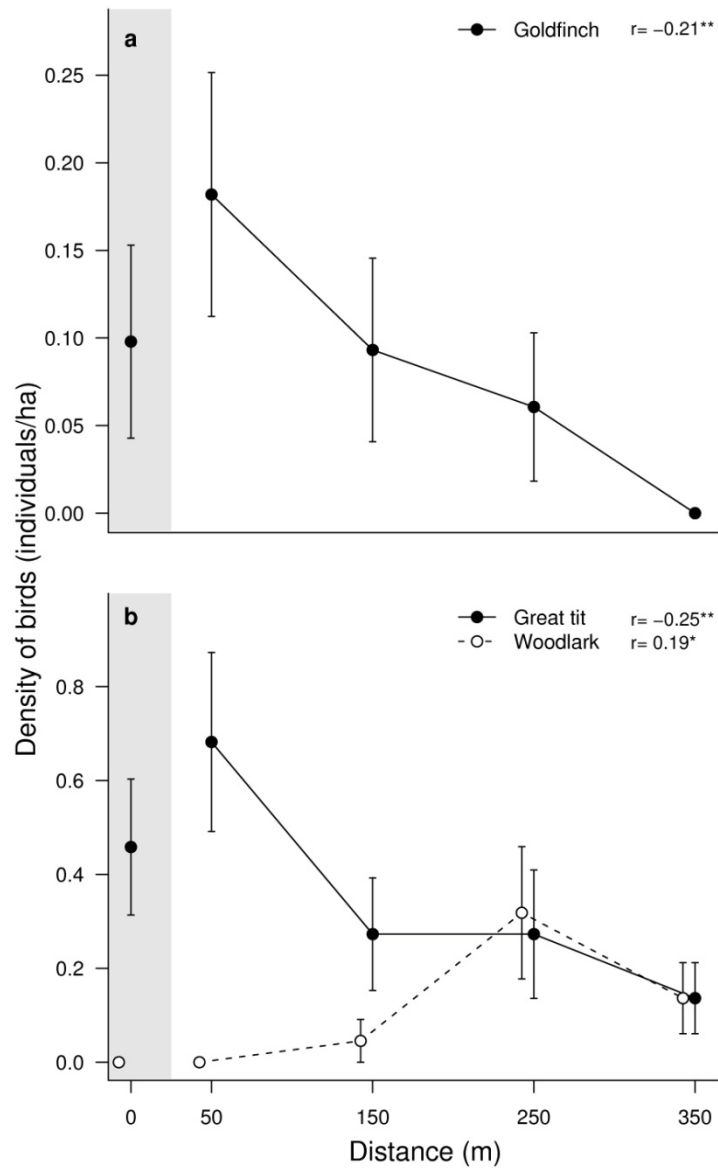 a
Goldfinch r= −0.21**
0.25
0.20
0.15
0.10
0.05
0.00
Density of birds (individuals/ha)
b
Great tit r= −0.25**
Woodlark r= 0.19*
0.8
0.6
0.4
0.2
0.0
0 50 150 250 350
Distance (m)